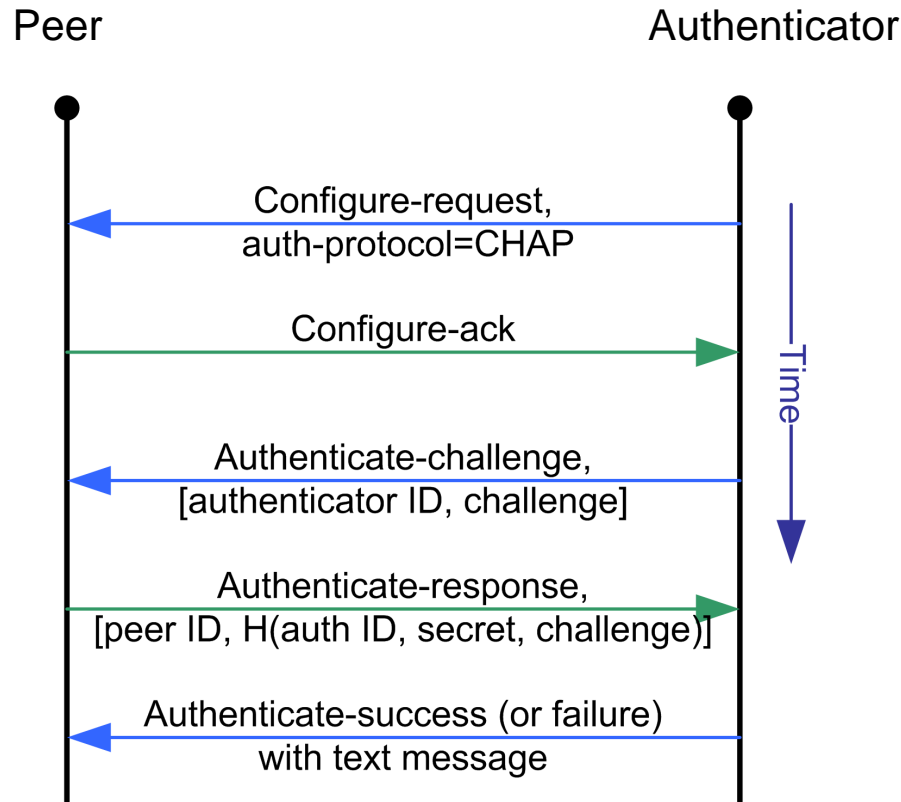 Peer
Authenticator
Configure-request,
auth-protocol=CHAP
Configure-ack
Time
Authenticate-challenge,
[authenticator ID, challenge]
Authenticate-response,
[peer ID, H(auth ID, secret, challenge)]
Authenticate-success (or failure)
with text message